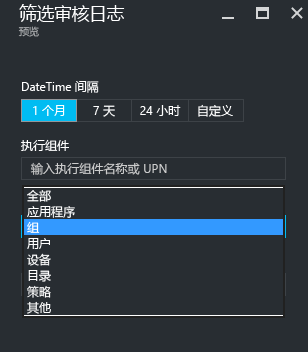 筛选审核日志
预览
DateTime 间隔
1 个月 7 天 24 小时 自定义
执行组件
输入执行组件名称或 UPN
全部
应用程序
组
用户
设备
目录
策略
其他